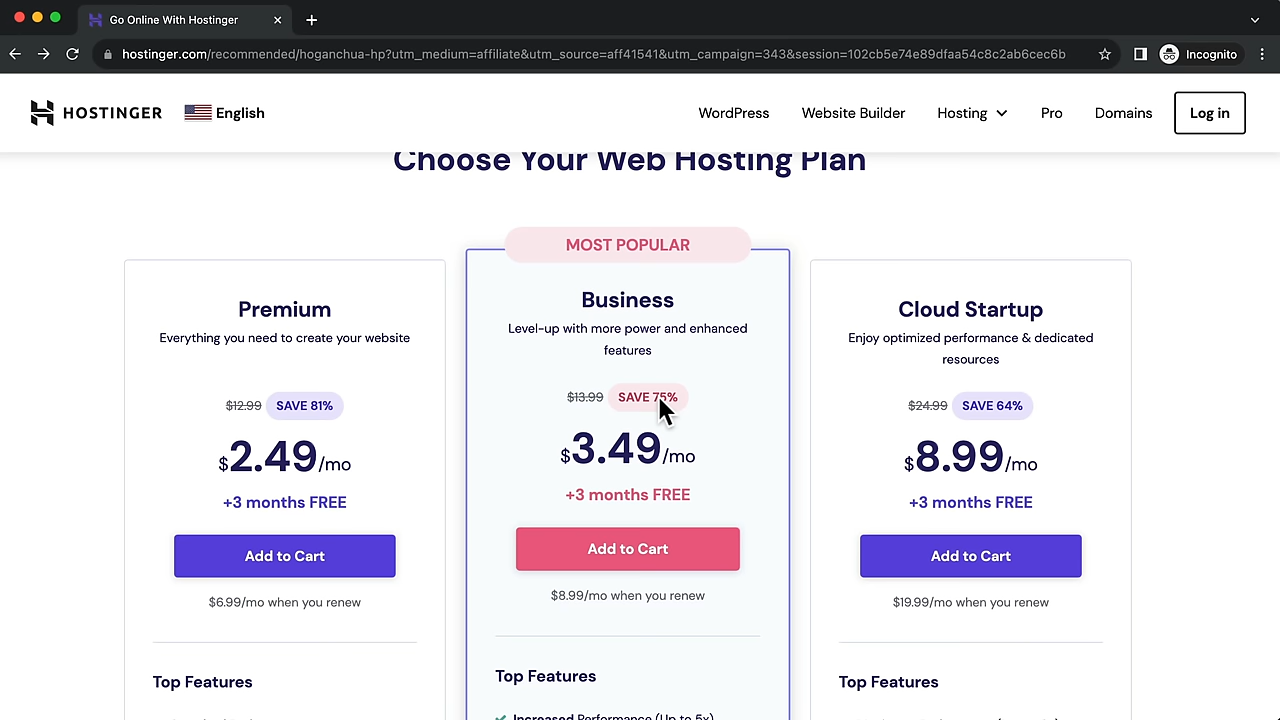 Go Online With Hostinger
hostinger.com/recommended/hoganchua-hp?utm_medium=affiliate&utm_source=aff41541&utm_campaign=343&session=102cb5e74e89dfaa54c8c2ab6cec6b
Incognito
HOSTINGER
English
WordPress
Website Builder
Hosting
Pro
Domains
Log in
Choose Your Web Hosting Plan
Premium
Everything you need to create your website
$12.99 SAVE 81%
$2.49/mo
+3 months FREE
Add to Cart
$6.99/mo when you renew
Top Features
MOST POPULAR
Business
Level-up with more power and enhanced
features
$13.99 SAVE 75%
$3.49/mo
+3 months FREE
Add to Cart
$8.99/mo when you renew
Top Features
Increased Performance (Up to 5x)
Cloud Startup
Enjoy optimized performance & dedicated
resources
$24.99 SAVE 64%
$8.99/mo
+3 months FREE
Add to Cart
$19.99/mo when you renew
Top Features